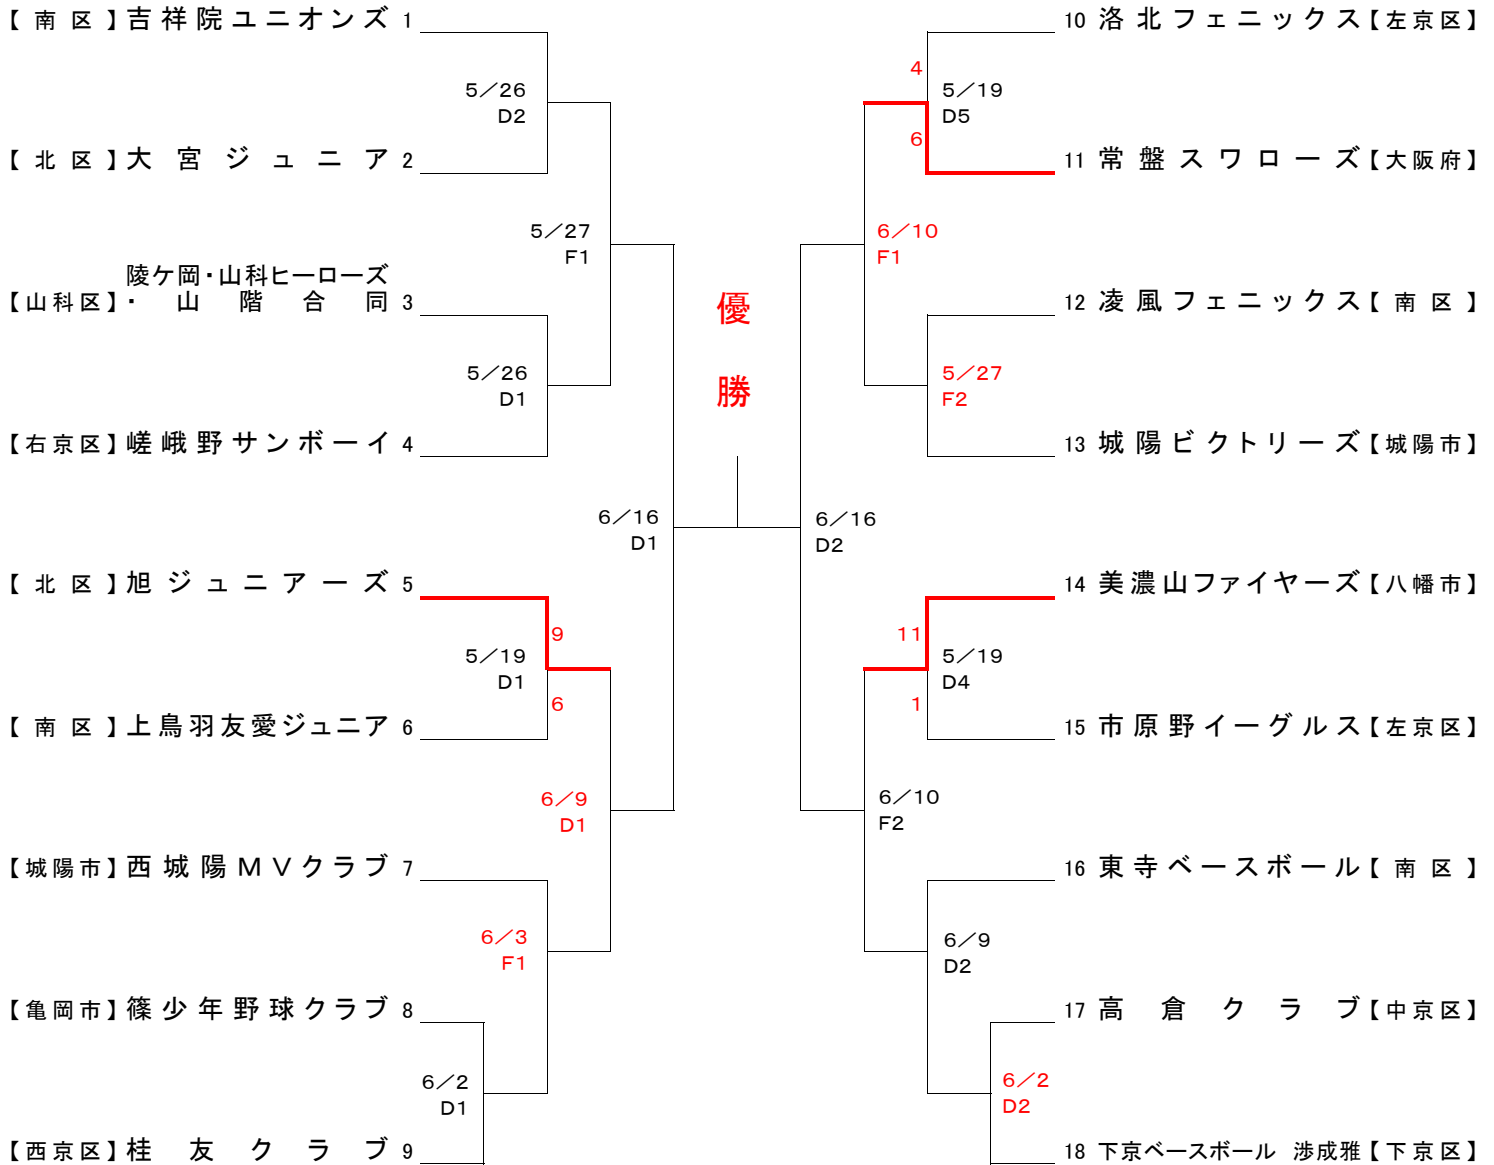 【南区】吉祥院ユニオンズ 1
5／26
D2
【北区】大宮ジュニア 2
5／27
F1
陵ケ岡・山科ヒーローズ
【山科区】・山階合同 3
5／26
D1
【右京区】嵯峨野サンボーイ 4
6／16
D1
【北区】旭ジュニアーズ 5
9
5／19
D1
6
【南区】上鳥羽友愛ジュニア 6
6／9
D1
【城陽市】西城陽ＭＶクラブ 7
6／3
F1
【亀岡市】篠少年野球クラブ 8
6／2
D1
【西京区】桂友クラブ 9
優
勝
10 洛北フェニックス【左京区】
4
5／19
D5
6
11 常盤スワローズ【大阪府】
6／10
F1
12 凌風フェニックス【南区】
5／27
F2
13 城陽ビクトリーズ【城陽市】
6／16
D2
14 美濃山ファイヤーズ【八幡市】
11
5／19
D4
1
15 市原野イーグルス【左京区】
6／10
F2
16 東寺ベースボール【南区】
6／9
D2
17 高倉クラブ【中京区】
6／2
D2
18 下京ベースボール 渉成雅【下京区】